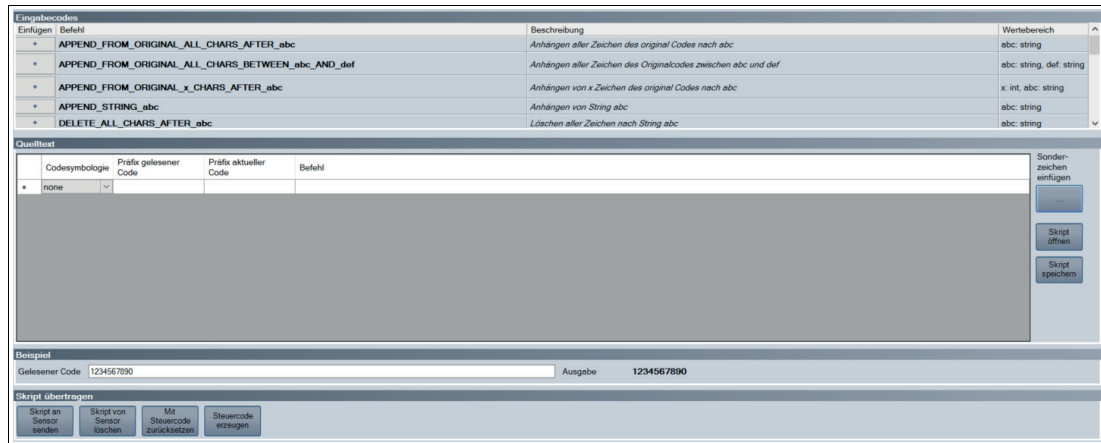 Eingabecodes
Einfügen Befehl Beschreibung Wertebereich
+ APPEND_FROM_ORIGINAL_ALL_CHARS_AFTER_abc Anhängen aller Zeichen des original Codes nach abc abc: string
+ APPEND_FROM_ORIGINAL_ALL_CHARS_BETWEEN_abc_AND_def Anhängen aller Zeichen des Originalcodes zwischen abc und def abc: string, def: string
+ APPEND_FROM_ORIGINAL_x_CHARS_AFTER_abc Anhängen von x Zeichen des original Codes nach abc x: int, abc: string
+ APPEND_STRING_abc Anhängen von String abc abc: string
+ DELETE_ALL_CHARS_AFTER_abc Löschen aller Zeichen nach String abc abc: string
Quelltext
Codesymbologie Präfix gelesener Code Präfix aktueller Code Befehl
* none
Sonder-
zeichen
einfügen
...
Skript
öffnen
Skript
speichern
Beispiel
Gelesener Code 1234567890 Ausgabe 1234567890
Skript übertragen
Skript an Sensor senden
Skript von Sensor löschen
Mit Steuercode zurücksetzen
Steuercode erzeugen